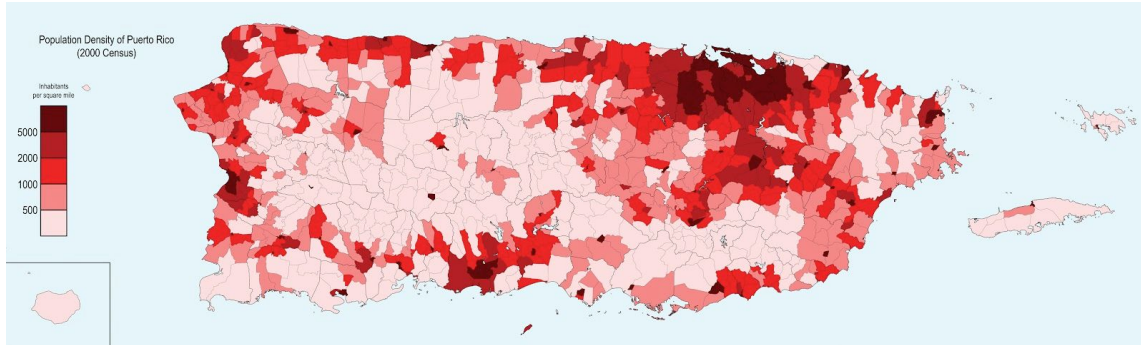 Population Density of Puerto Rico
(2000 Census)
Inhabitants
per square mile
5000
2000
1000
500